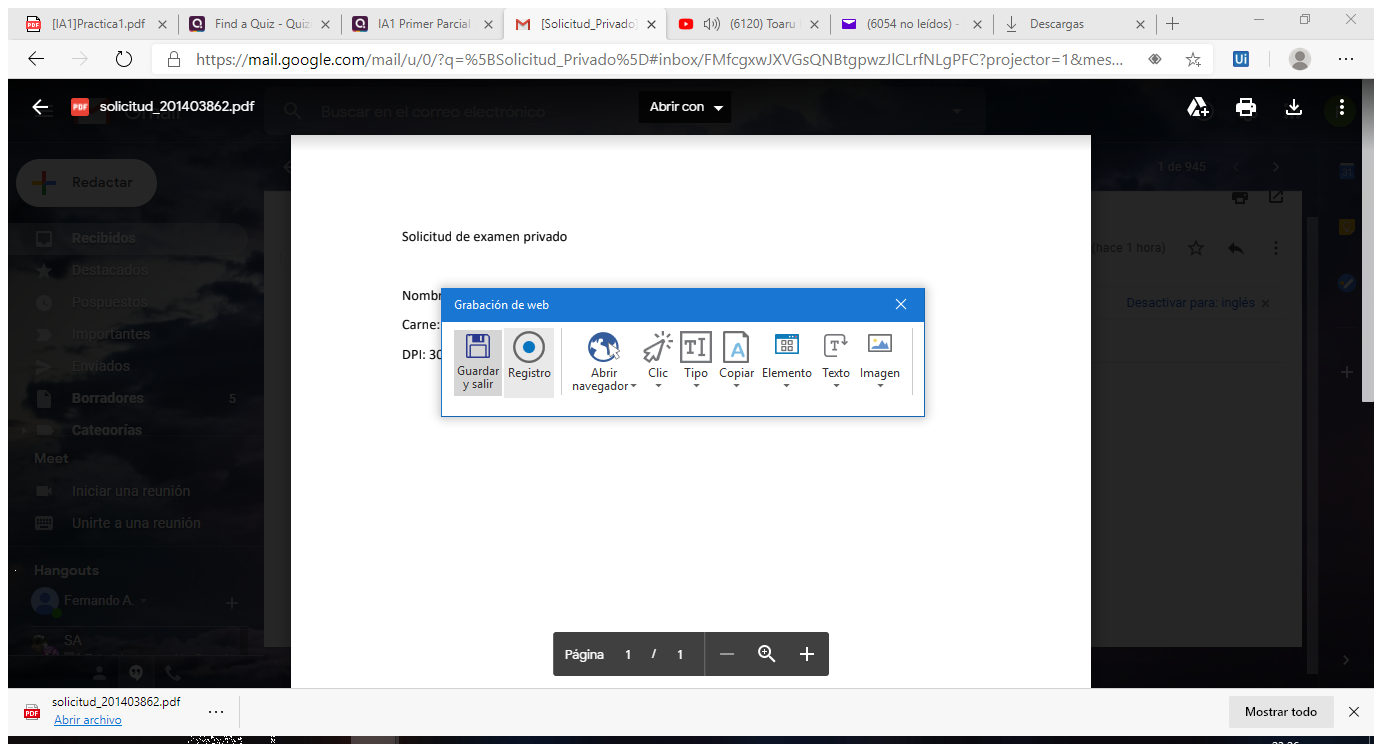 [IA1]Practica1.pdf
Find a Quiz - Quiz
IA1 Primer Parcial
[Solicitud_Privado]
(6120) Toaru
(6054 no leídos) -
Descargas
https://mail.google.com/mail/u/0/?q=%5BSolicitud_Privado%5D#inbox/FMfcgxwJXVGsQNBtgpwzJlCLrfNLgPFC?projector=1&mes...
Ui
PDF solicitud_201403862.pdf
Gmail
Buscar en el correo electrónico
Abrir con
Redactar
1 de 945
Recibidos
(hace 1 hora)
Destacados
Pospuestos
Importantes
Enviados
Borradores 5
Categorías
Desactivar para: inglés
Meet
Iniciar una reunión
Unirte a una reunión
Hangouts
Fernando A.
SA
Solicitud de examen privado
Nombr
Carne:
DPI: 30
Grabación de web
Guardar y salir
Registro
Abrir navegador
Clic
Tipo
Copiar
Elemento
Texto
Imagen
Página 1 / 1
PDF
solicitud_201403862.pdf
Abrir archivo
Mostrar todo